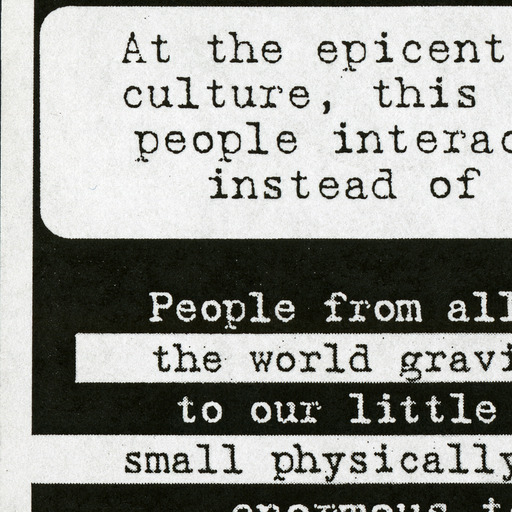 At the epicent
culture, this
people interac
instead of
People from all
the world gravi
to our little
small physically
enormous t